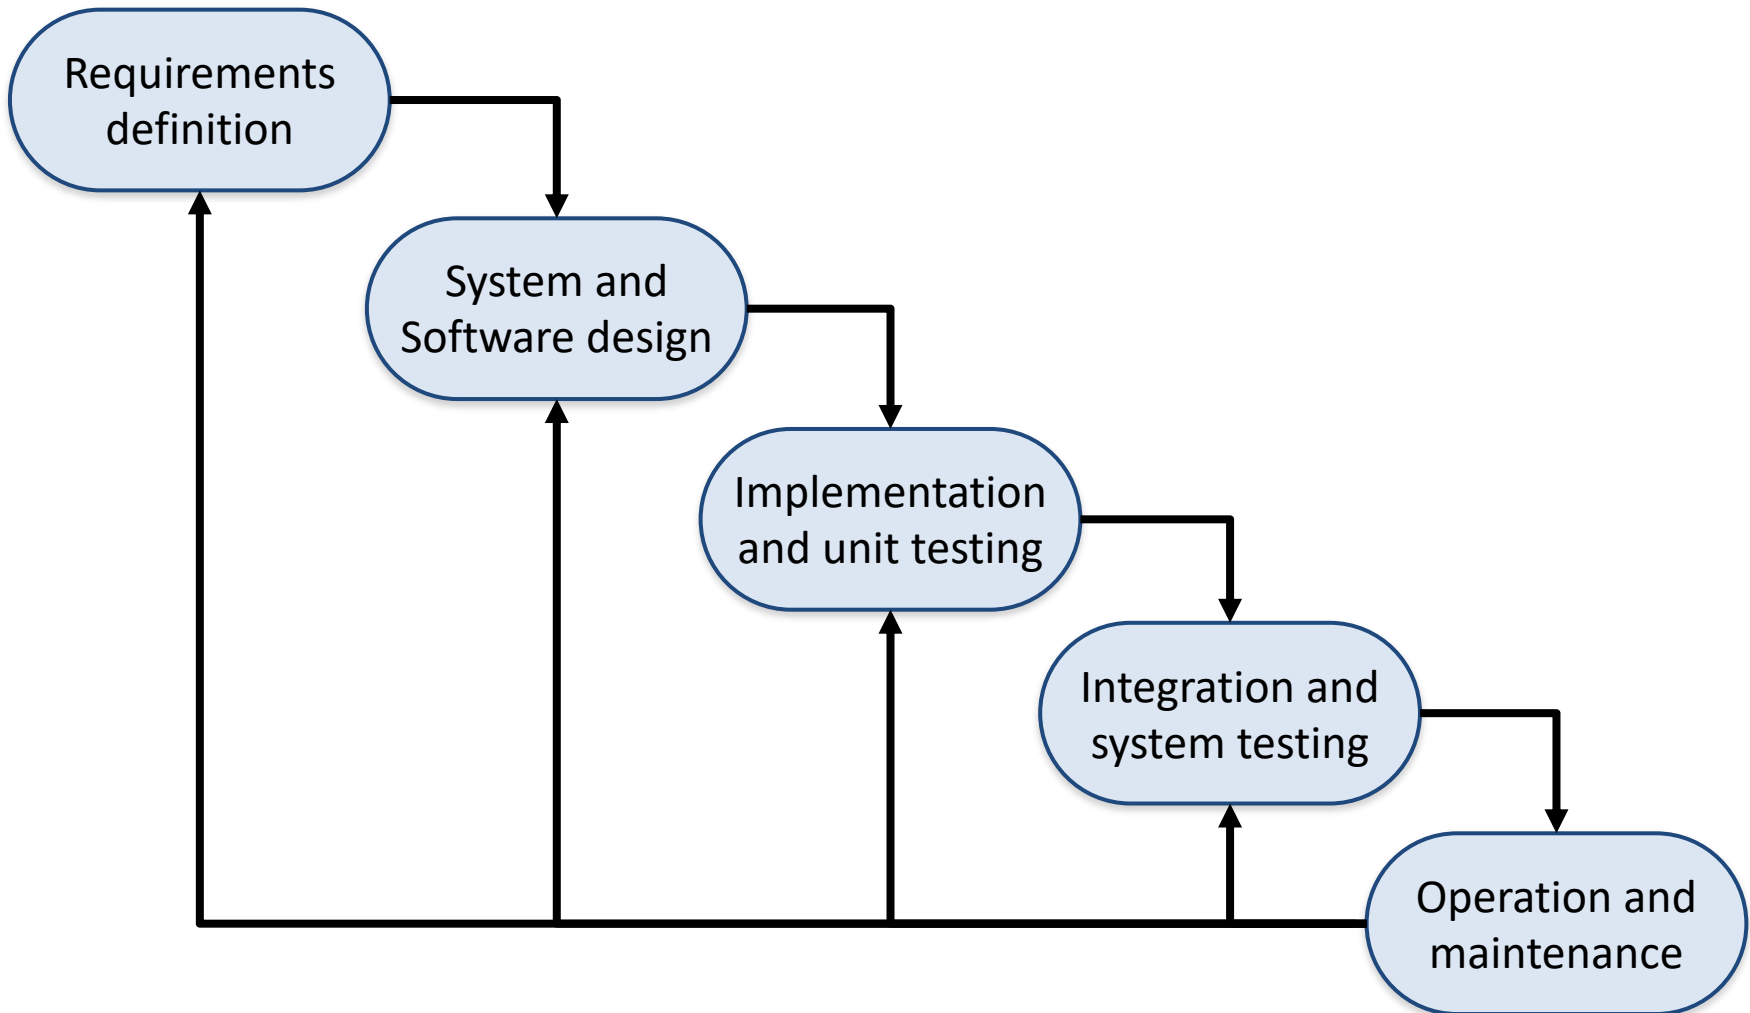 Requirements
definition
System and
Software design
Implementation
and unit testing
Integration and
system testing
Operation and
maintenance